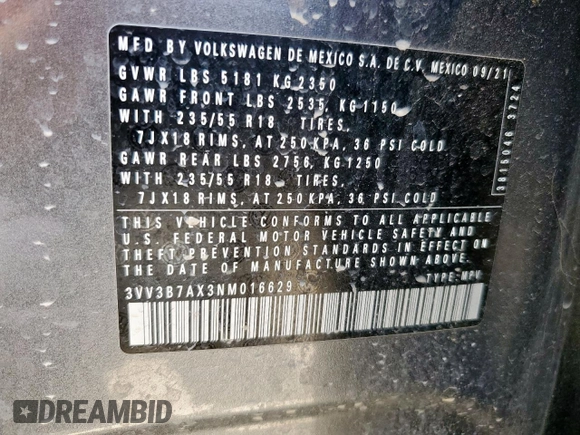 MFD. BY VOLKSWAGEN DE MEXICO S.A. DE C.V. MEXICO 09/21
GVWR LBS 5181 KG 2350
GAWR FRONT LBS 2535, KG 1150
WITH 235/55 R18 TIRES,
7JX18 RIMS, AT 250 KPA, 36 PSI COLD
GAWR REAR LBS 2756, KG 1250
WITH 235/55 R18 TIRES,
7JX18 RIMS, AT 250 KPA, 36 PSI COLD
THIS VEHICLE CONFORMS TO ALL APPLICABLE
U.S. FEDERAL MOTOR VEHICLE SAFETY AND
THEFT PREVENTION STANDARDS IN EFFECT ON
THE DATE OF MANUFACTURE SHOWN ABOVE.
3VV3B7AX3NM016629
TYPE: MPV
3815046 3724
DREAMBID